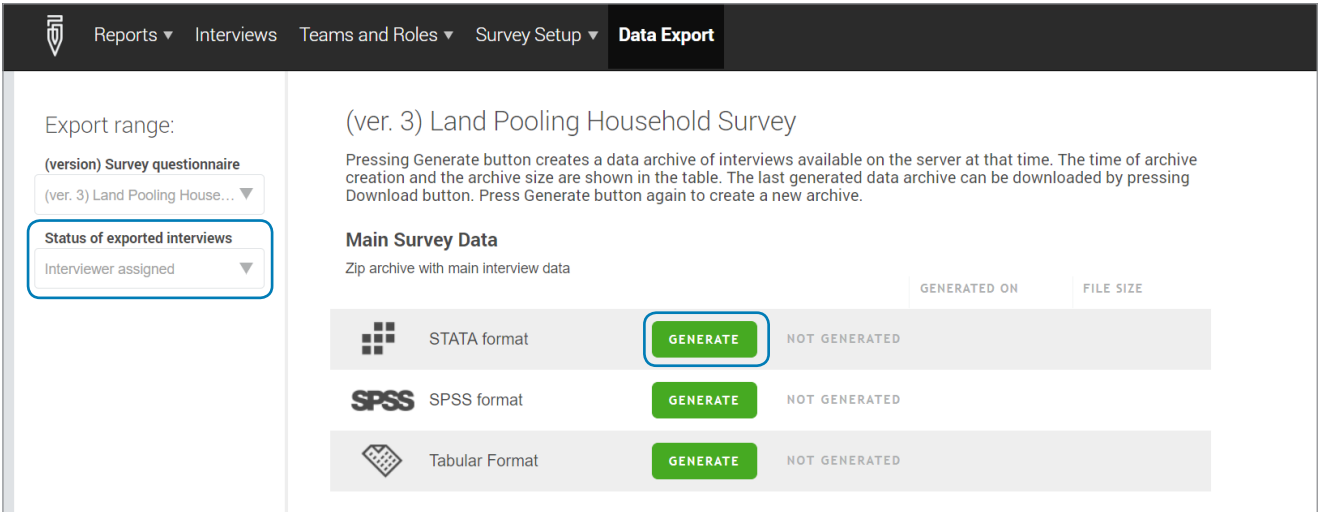 Reports ▼ Interviews Teams and Roles ▼ Survey Setup ▼ Data Export
Export range:
(version) Survey questionnaire
(ver. 3) Land Pooling House... ▼
Status of exported interviews
Interviewer assigned ▼
(ver. 3) Land Pooling Household Survey
Pressing Generate button creates a data archive of interviews available on the server at that time. The time of archive
creation and the archive size are shown in the table. The last generated data archive can be downloaded by pressing
Download button. Press Generate button again to create a new archive.
Main Survey Data
Zip archive with main interview data
GENERATED ON FILE SIZE
STATA format GENERATE NOT GENERATED
SPSS SPSS format GENERATE NOT GENERATED
Tabular Format GENERATE NOT GENERATED